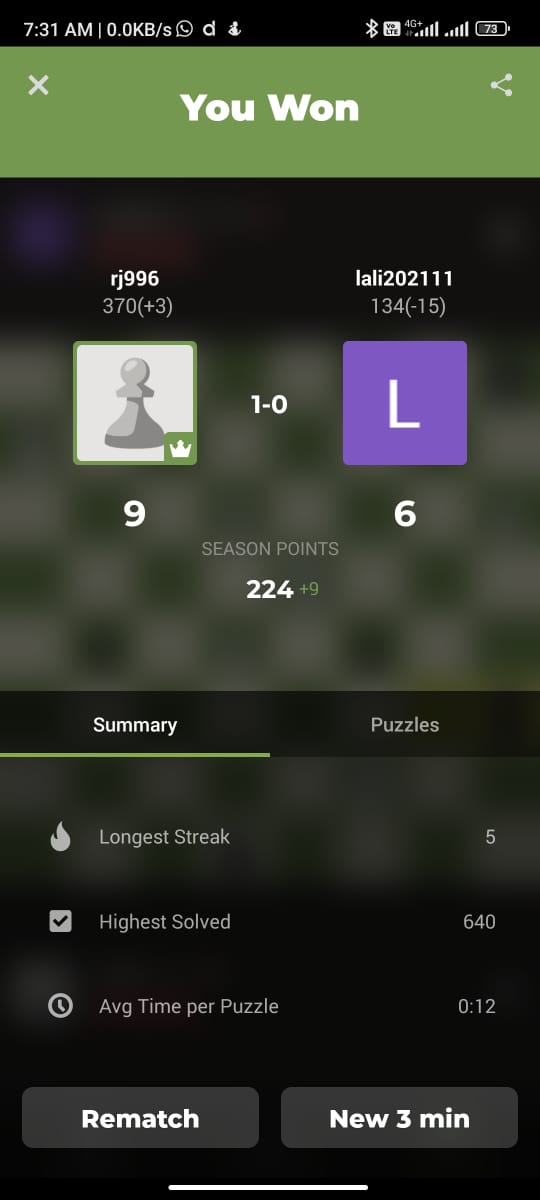 7:31 AM | 0.0KB/s d Vo LTE 4G+ 73
You Won
rj996 lali202111
370(+3) 134(-15)
1-0
L
9 6
SEASON POINTS
224 +9
Summary Puzzles
Longest Streak 5
Highest Solved 640
Avg Time per Puzzle 0:12
Rematch New 3 min